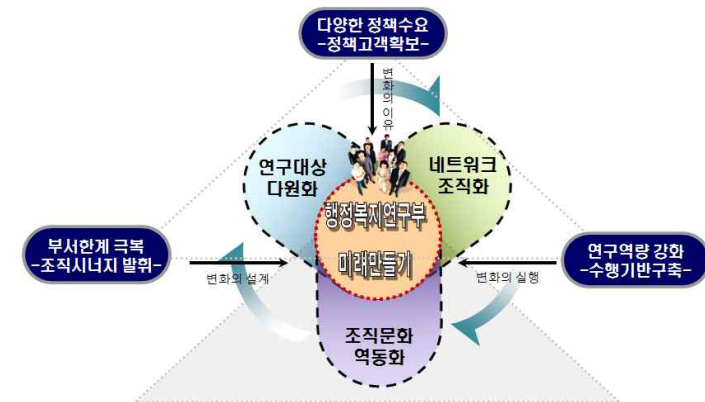 다양한 정책수요
-정책고객확보-
변화의 이유
연구대상
다원화
네트워크
조직화
행정복지연구부
미래만들기
부서한계 극복
-조직시너지 발휘-
변화의 설계
연구역량 강화
-수행기반구축-
변화의 실행
조직문화
역동화